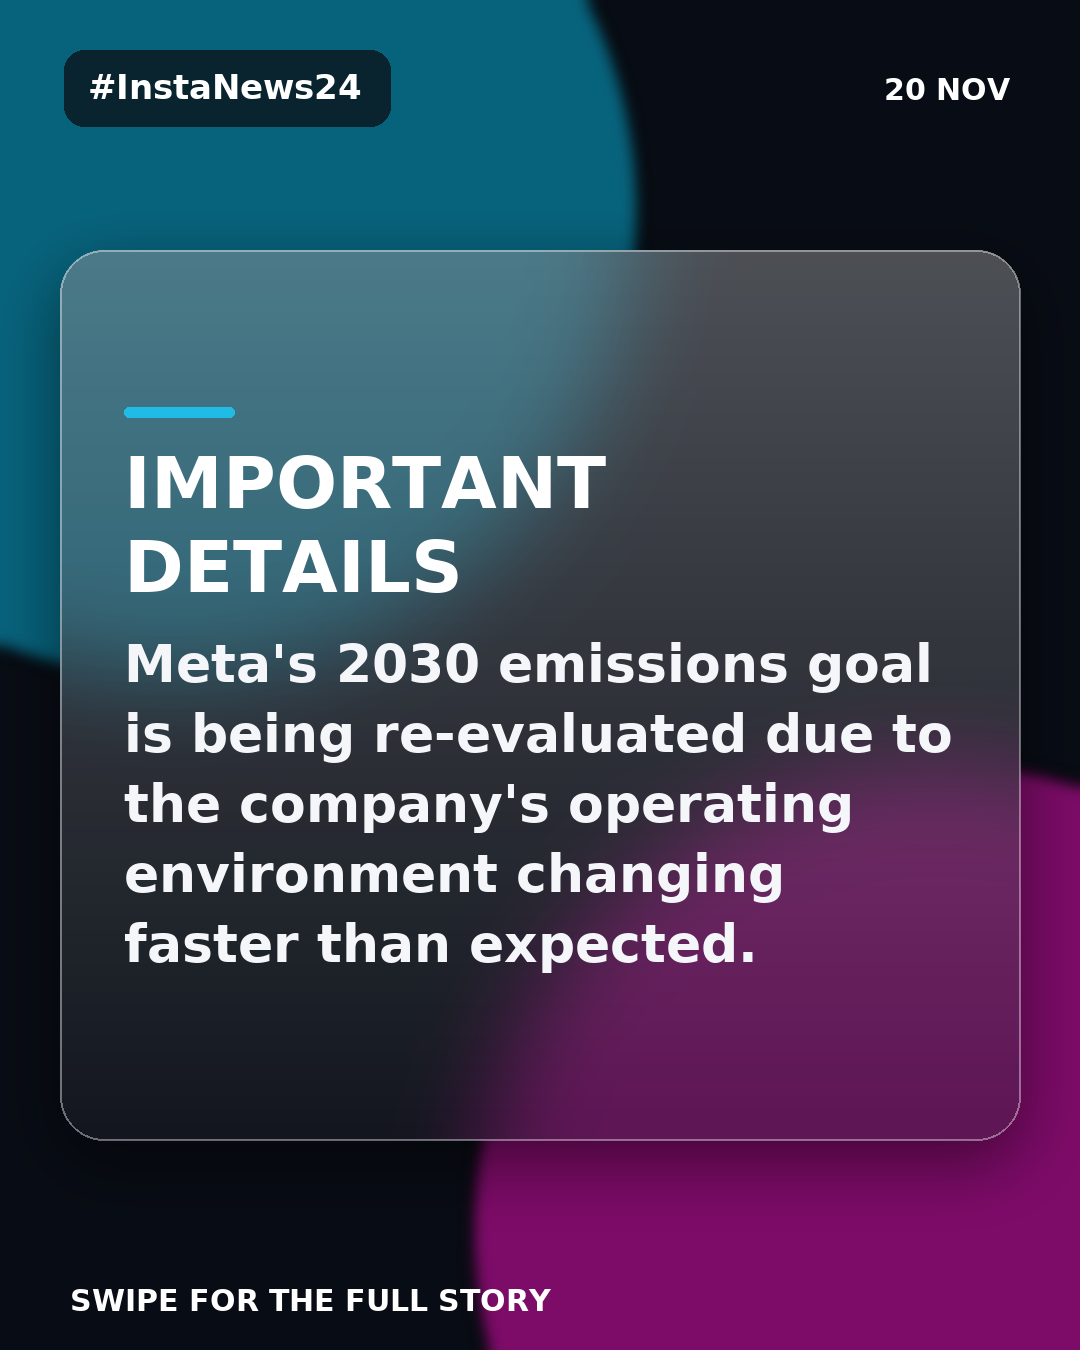 #InstaNews24
20 NOV
IMPORTANT
DETAILS
Meta's 2030 emissions goal
is being re-evaluated due to
the company's operating
environment changing
faster than expected.
SWIPE FOR THE FULL STORY